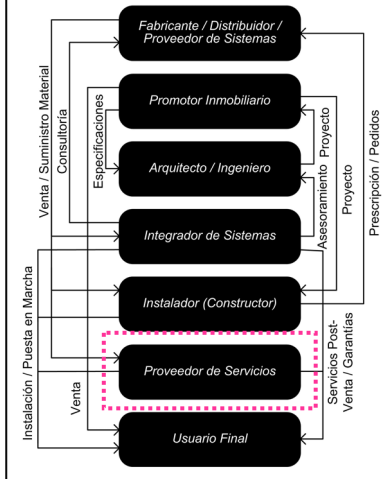 Fabricante / Distribuidor /
Proveedor de Sistemas
Promotor Inmobiliario
Arquitecto / Ingeniero
Integrador de Sistemas
Instalador (Constructor)
Proveedor de Servicios
Usuario Final
Venta / Suministro Material
Consultoría
Especificaciones
Instalación / Puesta en Marcha
Venta
Asesoramiento
Proyecto
Proyecto
Prescripción / Pedidos
Servicios Post-
Venta / Garantías